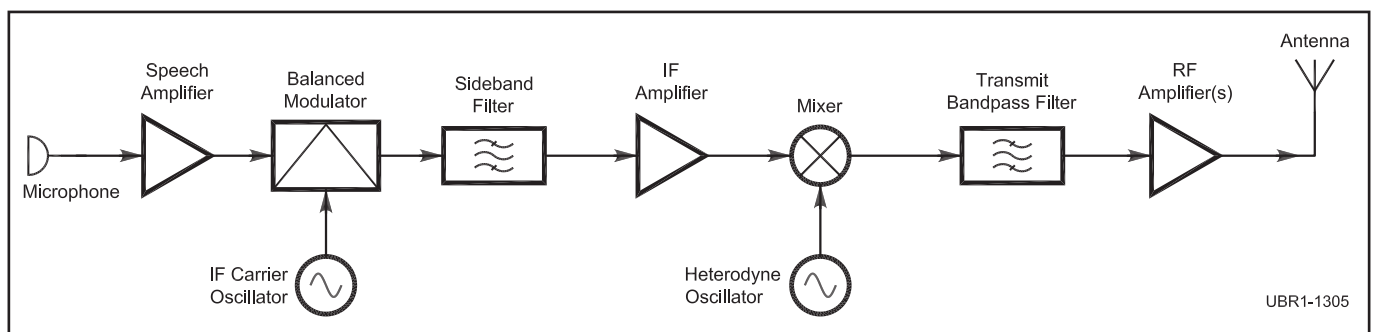 Antenna
Speech
Amplifier
Balanced
Modulator
Sideband
Filter
IF
Amplifier
Mixer
Transmit
Bandpass Filter
RF
Amplifier(s)
Microphone
IF Carrier
Oscillator
Heterodyne
Oscillator
UBR1-1305